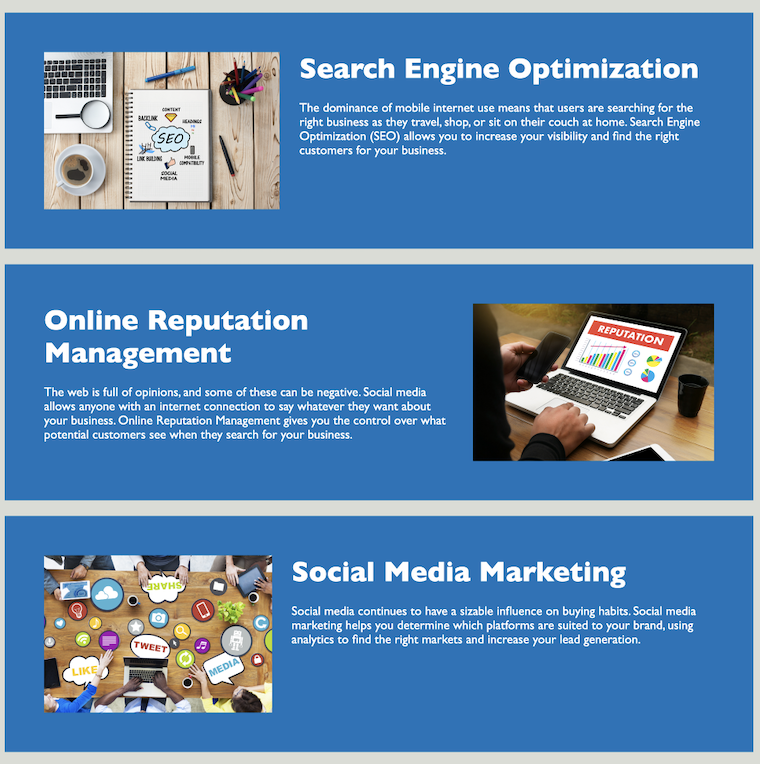 Search Engine Optimization
The dominance of mobile internet use means that users are searching for the
right business as they travel, shop, or sit on their couch at home. Search Engine
Optimization (SEO) allows you to increase your visibility and find the right
customers for your business.
CONTENT
BACKLINK
HEADINGS
SEO
LINK BUILDING
MOBILE
COMPATIBILITY
SOCIAL
MEDIA
Online Reputation
Management
The web is full of opinions, and some of these can be negative. Social media
allows anyone with an internet connection to say whatever they want about
your business. Online Reputation Management gives you the control over what
potential customers see when they search for your business.
REPUTATION
Social Media Marketing
Social media continues to have a sizable influence on buying habits. Social media
marketing helps you determine which platforms are suited to your brand, using
analytics to find the right markets and increase your lead generation.
SHARE
TWEET
LIKE
MEDIA